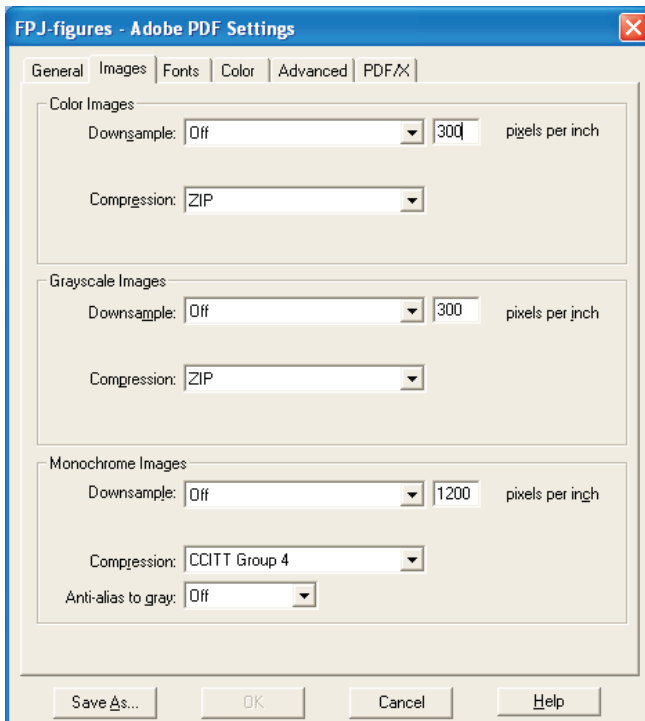 FPJ-figures - Adobe PDF Settings
General Images Fonts Color Advanced PDF/X
Color Images
Downsample: Off 300 pixels per inch
Compression: ZIP
Grayscale Images
Downsample: Off 300 pixels per inch
Compression: ZIP
Monochrome Images
Downsample: Off 1200 pixels per inch
Compression: CCITT Group 4
Anti-alias to gray: Off
Save As... OK Cancel Help